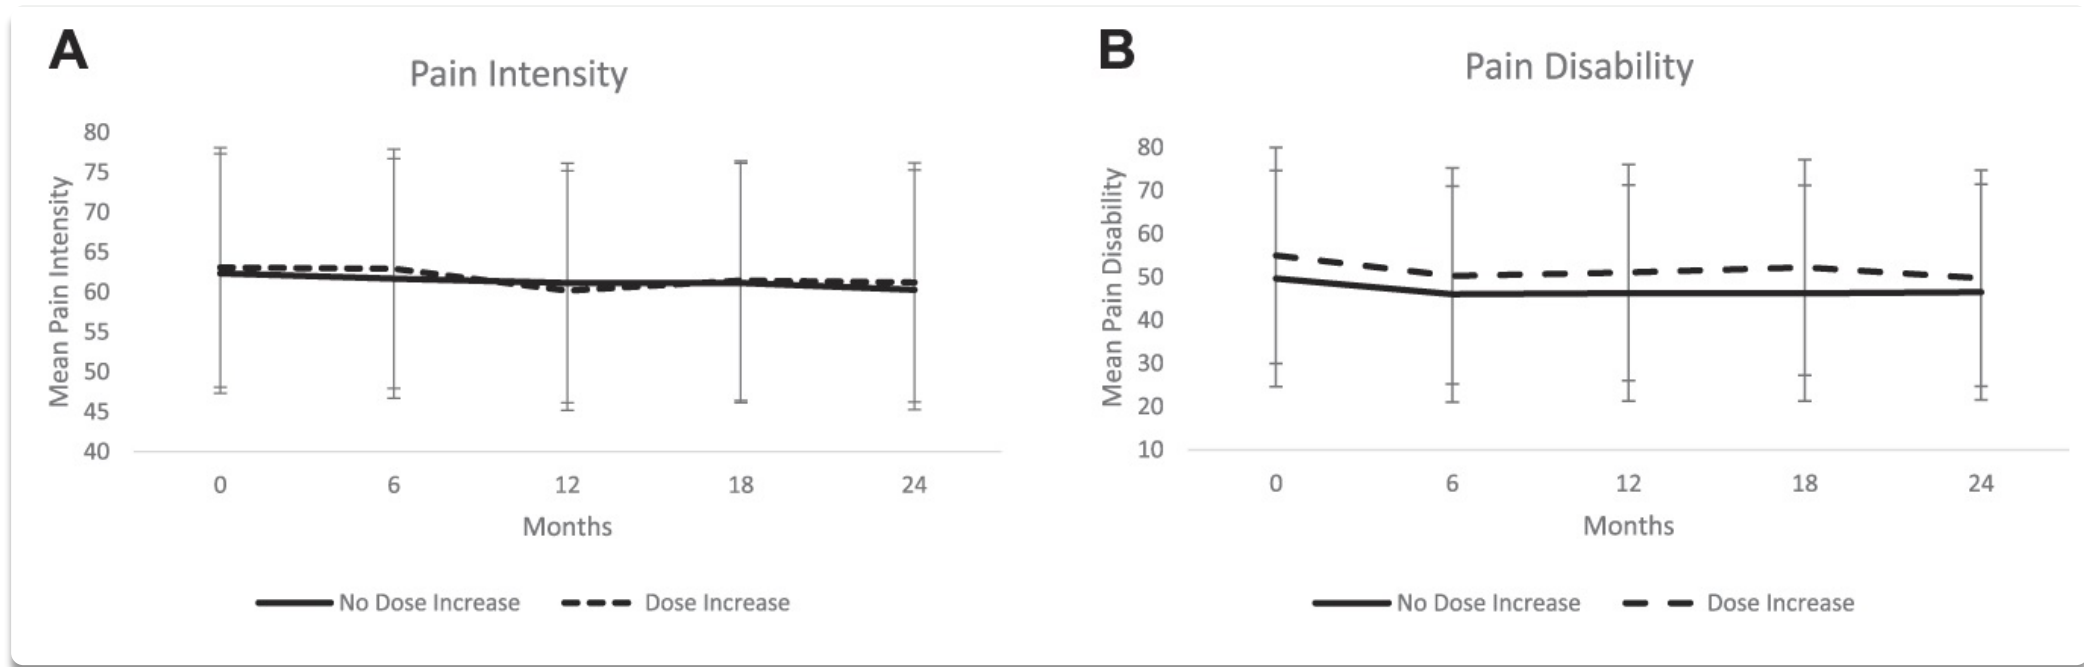 A
Pain Intensity
80
75
70
65
60
55
50
45
40
Mean Pain Intensity
0 6 12 18 24
Months
No Dose Increase Dose Increase
B
Pain Disability
80
70
60
50
40
30
20
10
Mean Pain Disability
0 6 12 18 24
Months
No Dose Increase Dose Increase